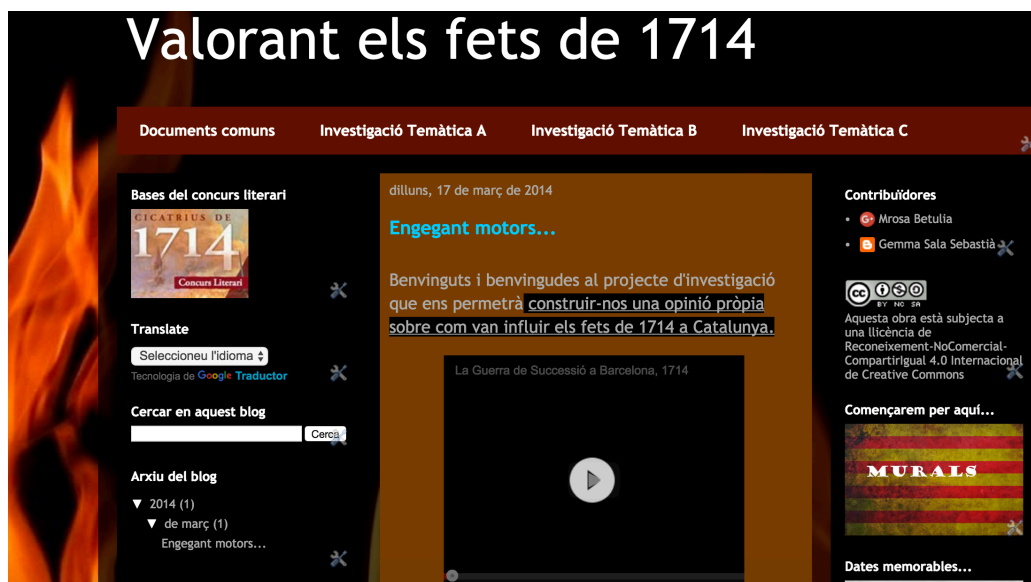 Valorant els fets de 1714
Documents comuns
Investigació Temàtica A
Investigació Temàtica B
Investigació Temàtica C
Bases del concurs literari
CICATRIUS DE
1714
Concurs Literari
Translate
Seleccioneu l'idioma
Tecnologia de Google Traductor
Cercar en aquest blog
Cerca
Arxiu del blog
▼ 2014 (1)
▼ de març (1)
Engegant motors...
dilluns, 17 de març de 2014
Engegant motors...
Benvinguts i benvingudes al projecte d'investigació
que ens permetrà construir-nos una opinió pròpia
sobre com van influir els fets de 1714 a Catalunya.
La Guerra de Successió a Barcelona, 1714
Contribuïdores
G+ Mrosa Betulia
Gemma Sala Sebastià
cc
BY NC SA
Aquesta obra està subjecta a
una llicència de
Reconeixement-NoComercial-
CompartirIgual 4.0 Internacional
de Creative Commons
Començarem per aquí...
MURALS
Dates memorables...